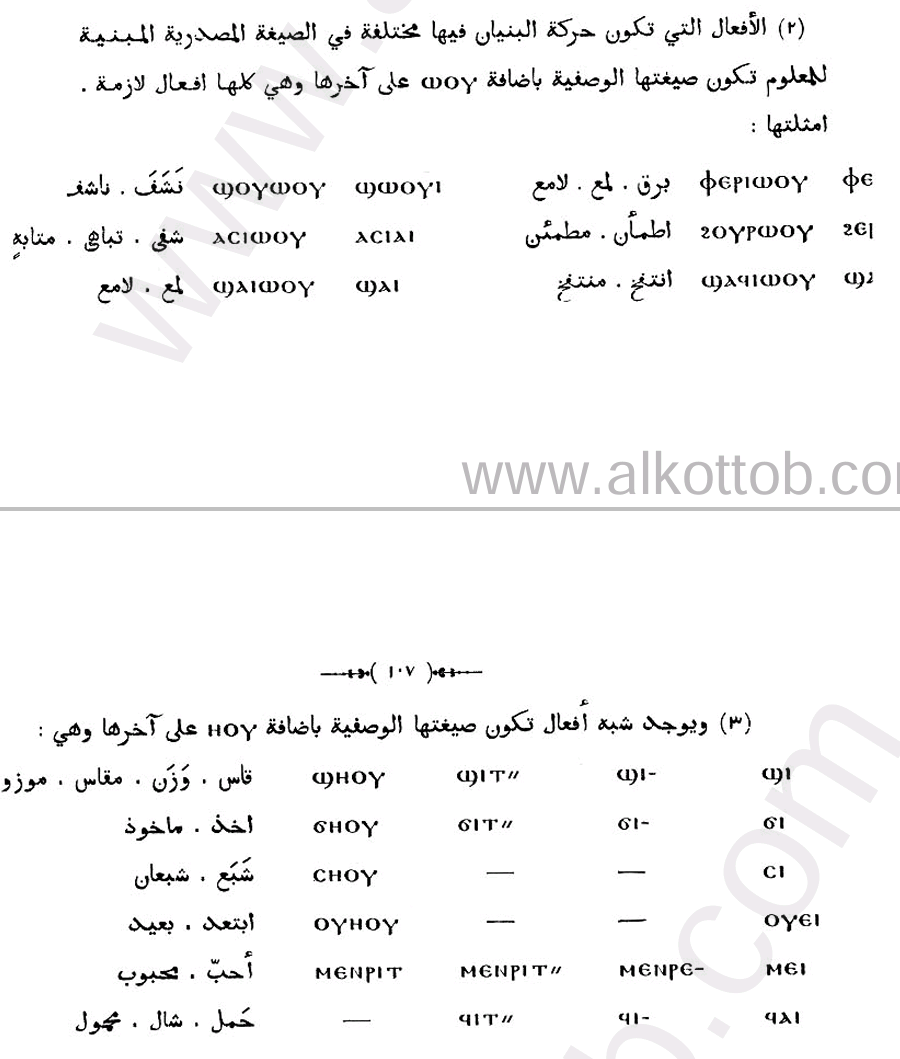 (٢) الأفعال التي تكون حركة البنيان فيها مختلفة في الصيغة المصدرية المبنية
للمعلوم تكون صيغتها الوصفية باضافة ⲱⲟⲩ على آخرها وهي كلها افعال لازمة .
امثلتها :
ⲫⲉ ⲫⲉⲣⲓⲱⲟⲩ برق . لمع . لامع ϣⲱⲟⲩⲓ ϣⲟⲩⲱⲟⲩ نَشَفَ . ناشف
ϩⲉⲣ ϩⲟⲩⲣⲱⲟⲩ اطمأن . مطمئن ⲁⲥⲓⲁⲓ ⲁⲥⲓⲱⲟⲩ شفى . تباهى . متابهٍ
ϣⲁϥⲓⲱⲟⲩ انتفخ . منتفخ ϣⲁⲓ ϣⲁⲓⲱⲟⲩ لمع . لامع
www.alkottob.com
(١٠٧)
(٣) ويوجد شبه أفعال تكون صيغتها الوصفية باضافة ⲏⲟⲩ على آخرها وهي :
ϣⲓ ϣⲓ- ϣⲓⲧ〃 ϣⲏⲟⲩ قاس . وَزَن . مقاس . موزو
ϭⲓ ϭⲓ- ϭⲓⲧ〃 ϭⲏⲟⲩ اخذ . ماخوذ
ⲥⲓ — — ⲥⲏⲟⲩ شَبَع . شبعان
ⲟⲩⲉⲓ — — ⲟⲩⲏⲟⲩ ابتعد . بعيد
ⲙⲉⲓ ⲙⲉⲛⲣⲉ- ⲙⲉⲛⲣⲓⲧ〃 ⲙⲉⲛⲣⲓⲧ أحبّ . محبوب
ϥⲁⲓ ϥⲓ- ϥⲓⲧ〃 — حَمل . شال . محمول